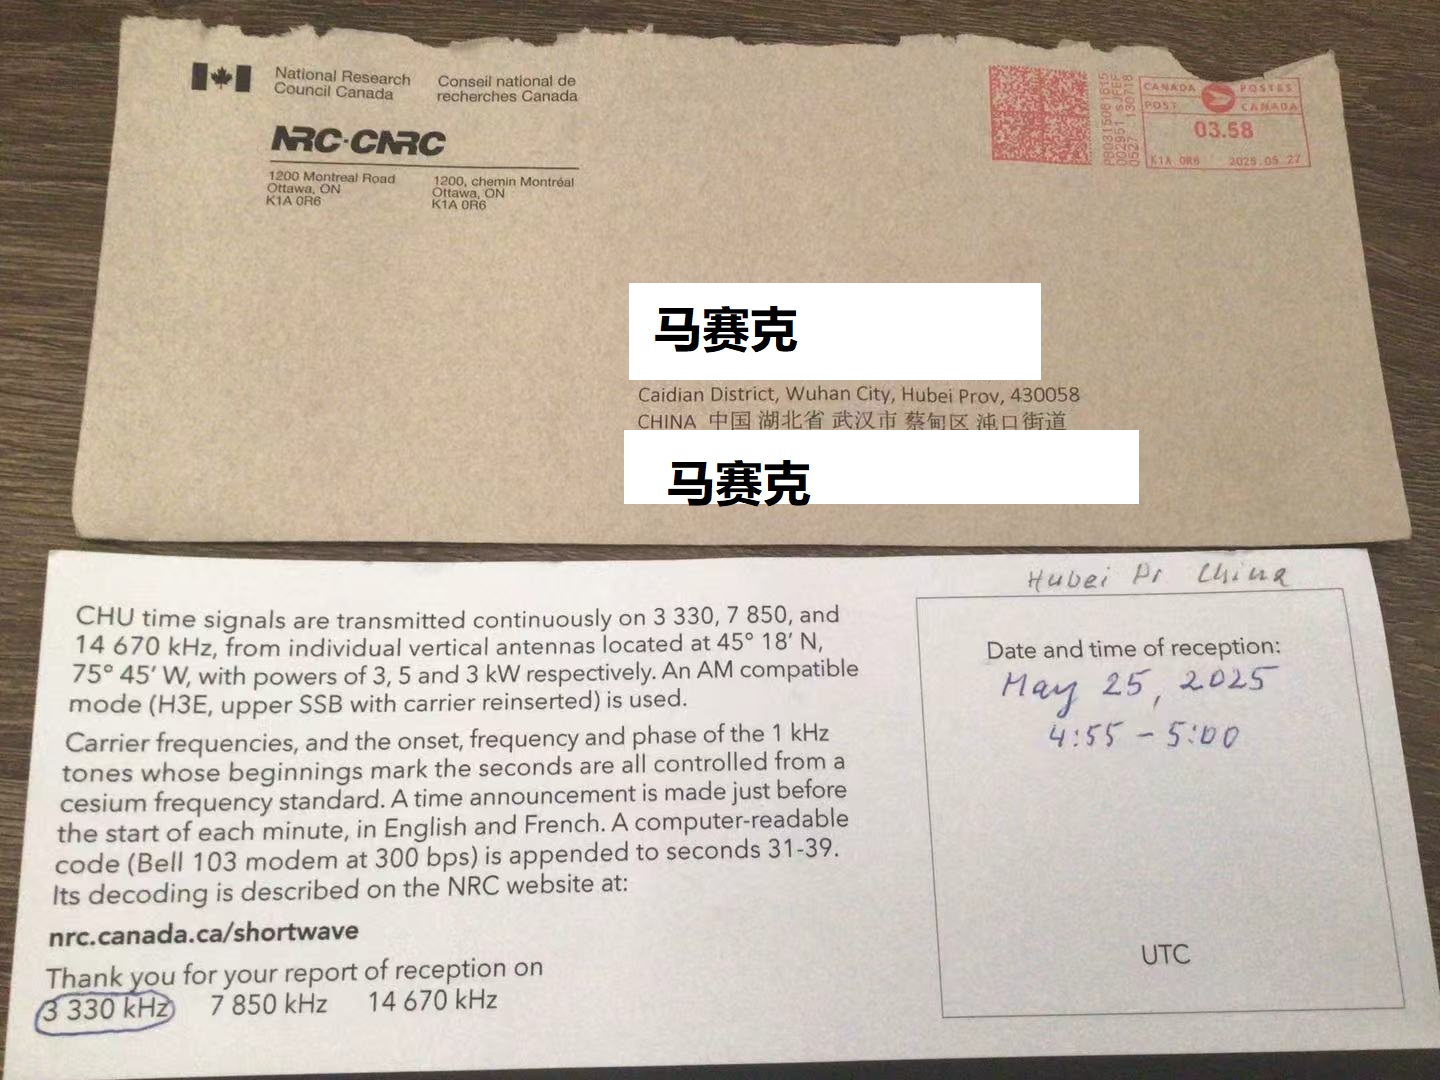 National Research
Council Canada
Conseil national de
recherches Canada
NRC·CNRC
1200 Montreal Road
Ottawa, ON
K1A 0R6
1200, chemin Montréal
Ottawa, ON
K1A 0R6
CANADA POSTES
POST CANADA
03.58
K1A 0R6 2025.05.27
马赛克
Caidian District, Wuhan City, Hubei Prov, 430058
CHINA 中国 湖北省 武汉市 蔡甸区 沌口街道
马赛克
Hubei Pr China
CHU time signals are transmitted continuously on 3 330, 7 850, and
14 670 kHz, from individual vertical antennas located at 45° 18′ N,
75° 45′ W, with powers of 3, 5 and 3 kW respectively. An AM compatible
mode (H3E, upper SSB with carrier reinserted) is used.
Carrier frequencies, and the onset, frequency and phase of the 1 kHz
tones whose beginnings mark the seconds are all controlled from a
cesium frequency standard. A time announcement is made just before
the start of each minute, in English and French. A computer-readable
code (Bell 103 modem at 300 bps) is appended to seconds 31-39.
Its decoding is described on the NRC website at:
nrc.canada.ca/shortwave
Thank you for your report of reception on
3 330 kHz 7 850 kHz 14 670 kHz
Date and time of reception:
May 25, 2025
4:55 - 5:00
UTC